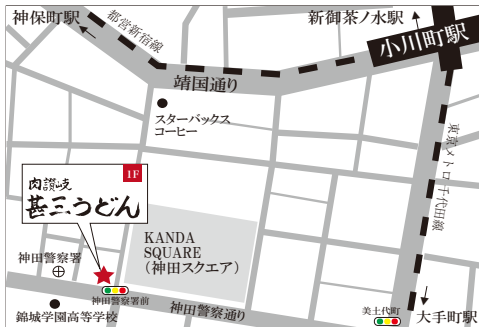 神保町駅
都営新宿線
新御茶ノ水駅
小川町駅
靖国通り
スターバックス
コーヒー
東京メトロ千代田線
1F
肉讃岐
甚三うどん
KANDA
SQUARE
(神田スクエア)
神田警察署
神田警察署前
神田警察通り
美土代町
大手町駅
錦城学園高等学校